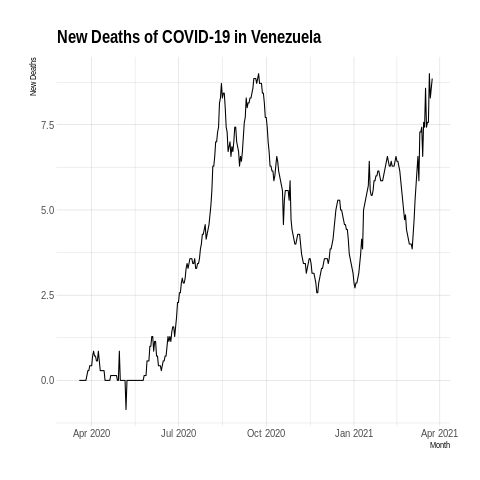 New Deaths of COVID-19 in Venezuela
New Deaths
7.5
5.0
2.5
0.0
Apr 2020
Jul 2020
Oct 2020
Jan 2021
Apr 2021
Month